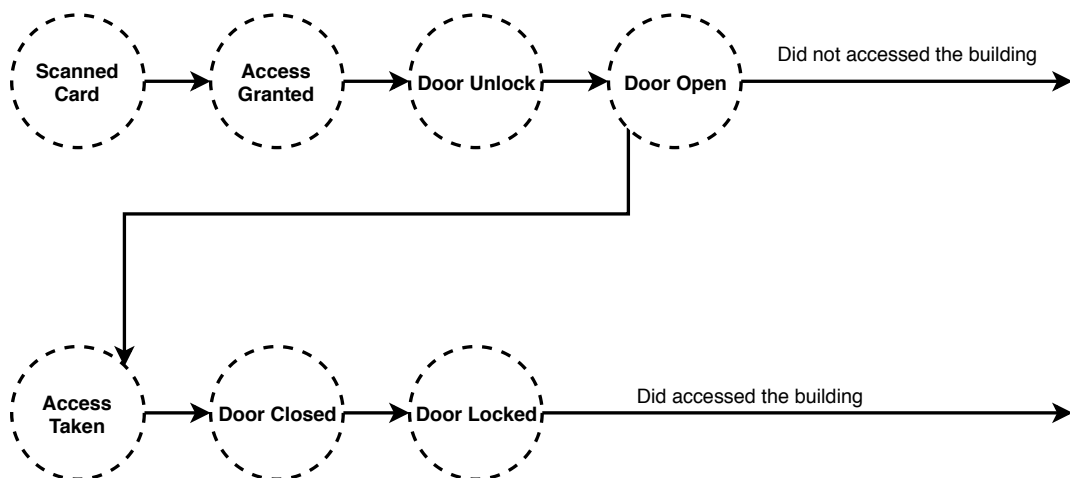 Scanned
Card
Access
Granted
Door Unlock
Door Open
Did not accessed the building
Access
Taken
Door Closed
Door Locked
Did accessed the building